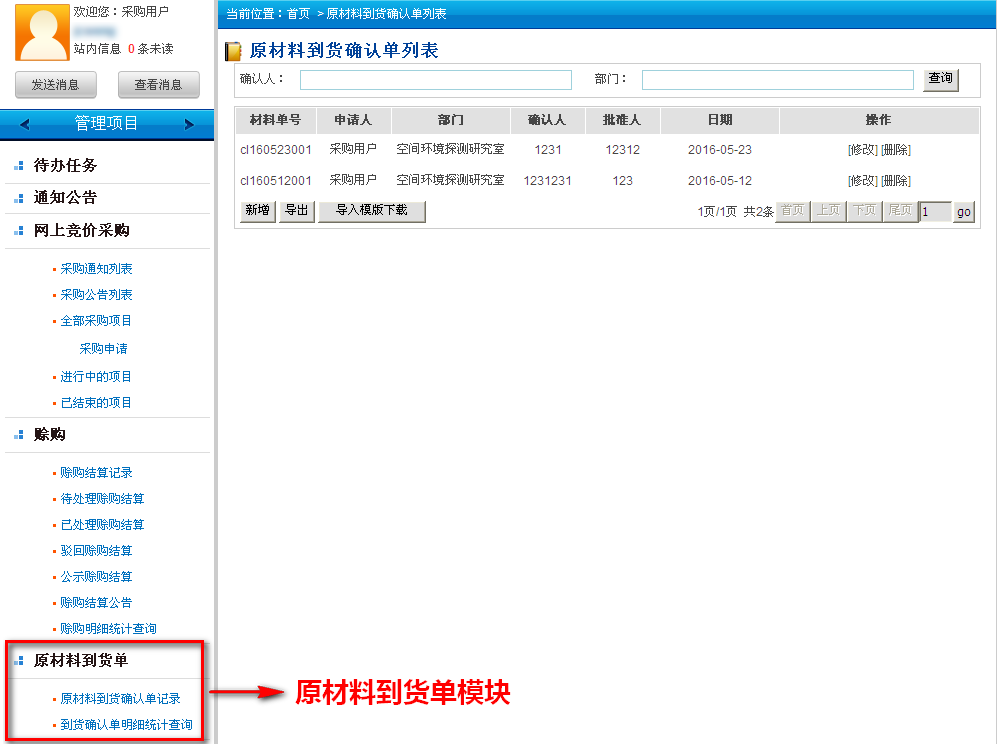 欢迎您：采购用户
站内信息 0 条未读
发送消息 查看消息
管理项目
待办任务
通知公告
网上竞价采购
采购通知列表
采购公告列表
全部采购项目
采购申请
进行中的项目
已结束的项目
赊购
赊购结算记录
待处理赊购结算
已处理赊购结算
驳回赊购结算
公示赊购结算
赊购结算公告
赊购明细统计查询
原材料到货单
原材料到货确认单记录
到货确认单明细统计查询
当前位置：首页 >原材料到货确认单列表
原材料到货确认单列表
确认人： 部门： 查询
材料单号 申请人 部门 确认人 批准人 日期 操作
cl160523001 采购用户 空间环境探测研究室 1231 12312 2016-05-23 [修改] [删除]
cl160512001 采购用户 空间环境探测研究室 1231231 123 2016-05-12 [修改] [删除]
新增 导出 导入模版下载 1页/1页 共2条 首页 上页 下页 尾页 1 go
原材料到货单模块